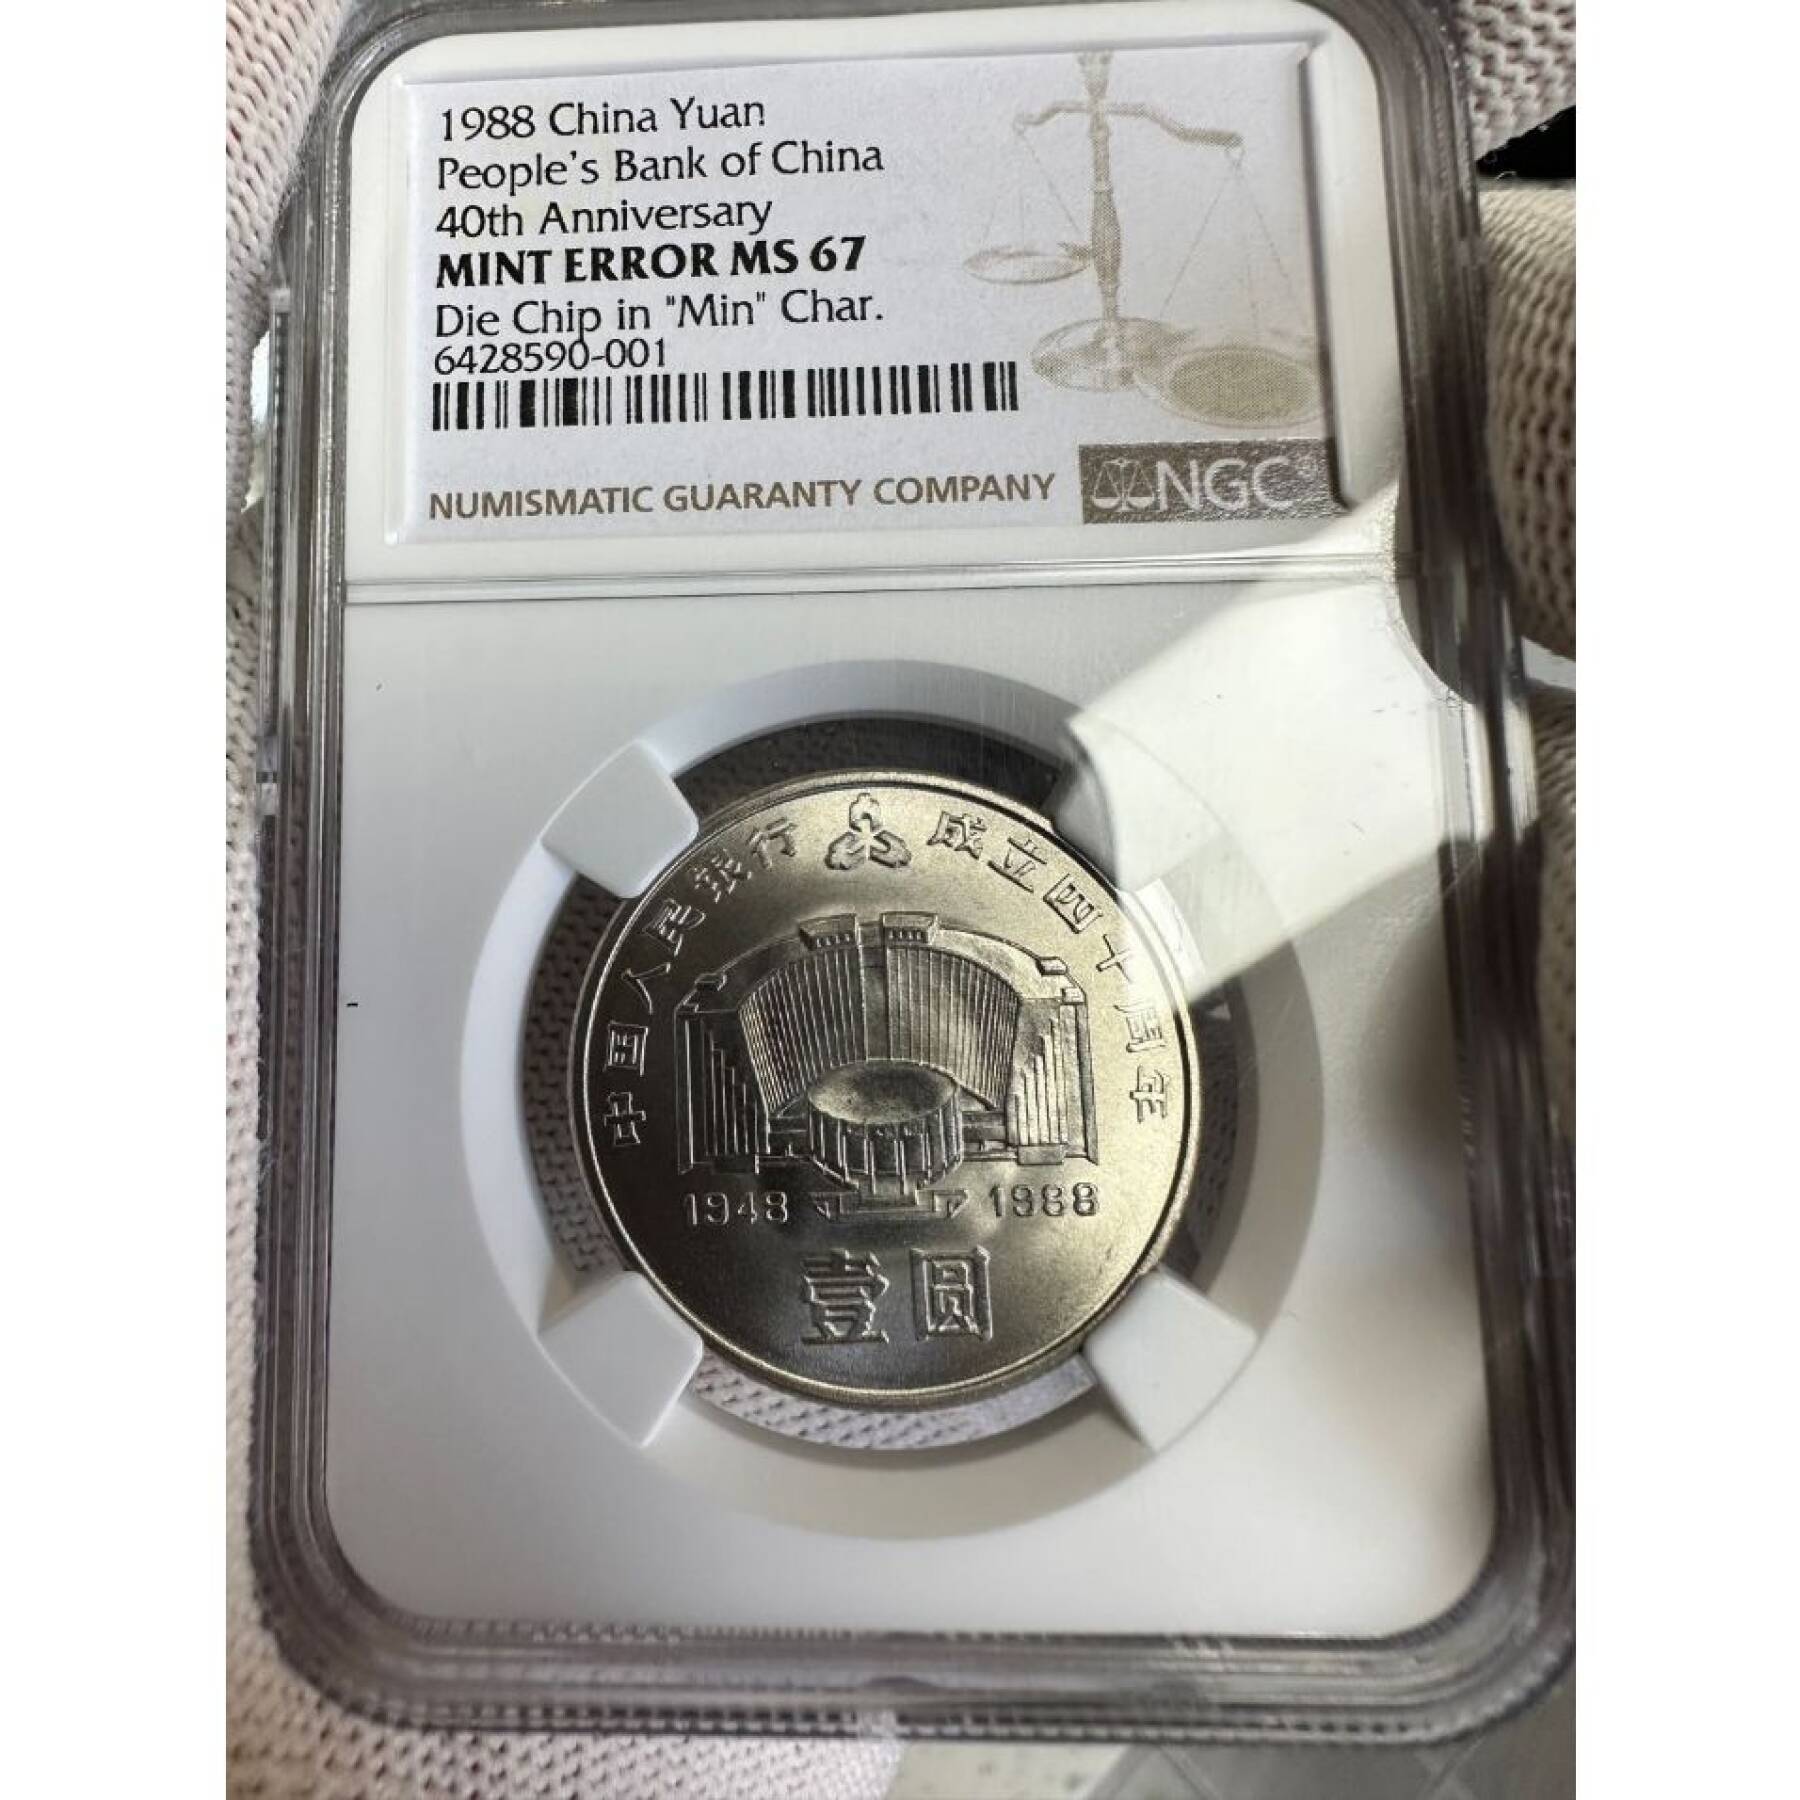 1988 China Yuan
People's Bank of China
40th Anniversary
MINT ERROR MS 67
Die Chip in "Min" Char.
6428590-001
NUMISMATIC GUARANTY COMPANY
NGC
中国人民银行 成立四十周年
1948 1988
壹圆